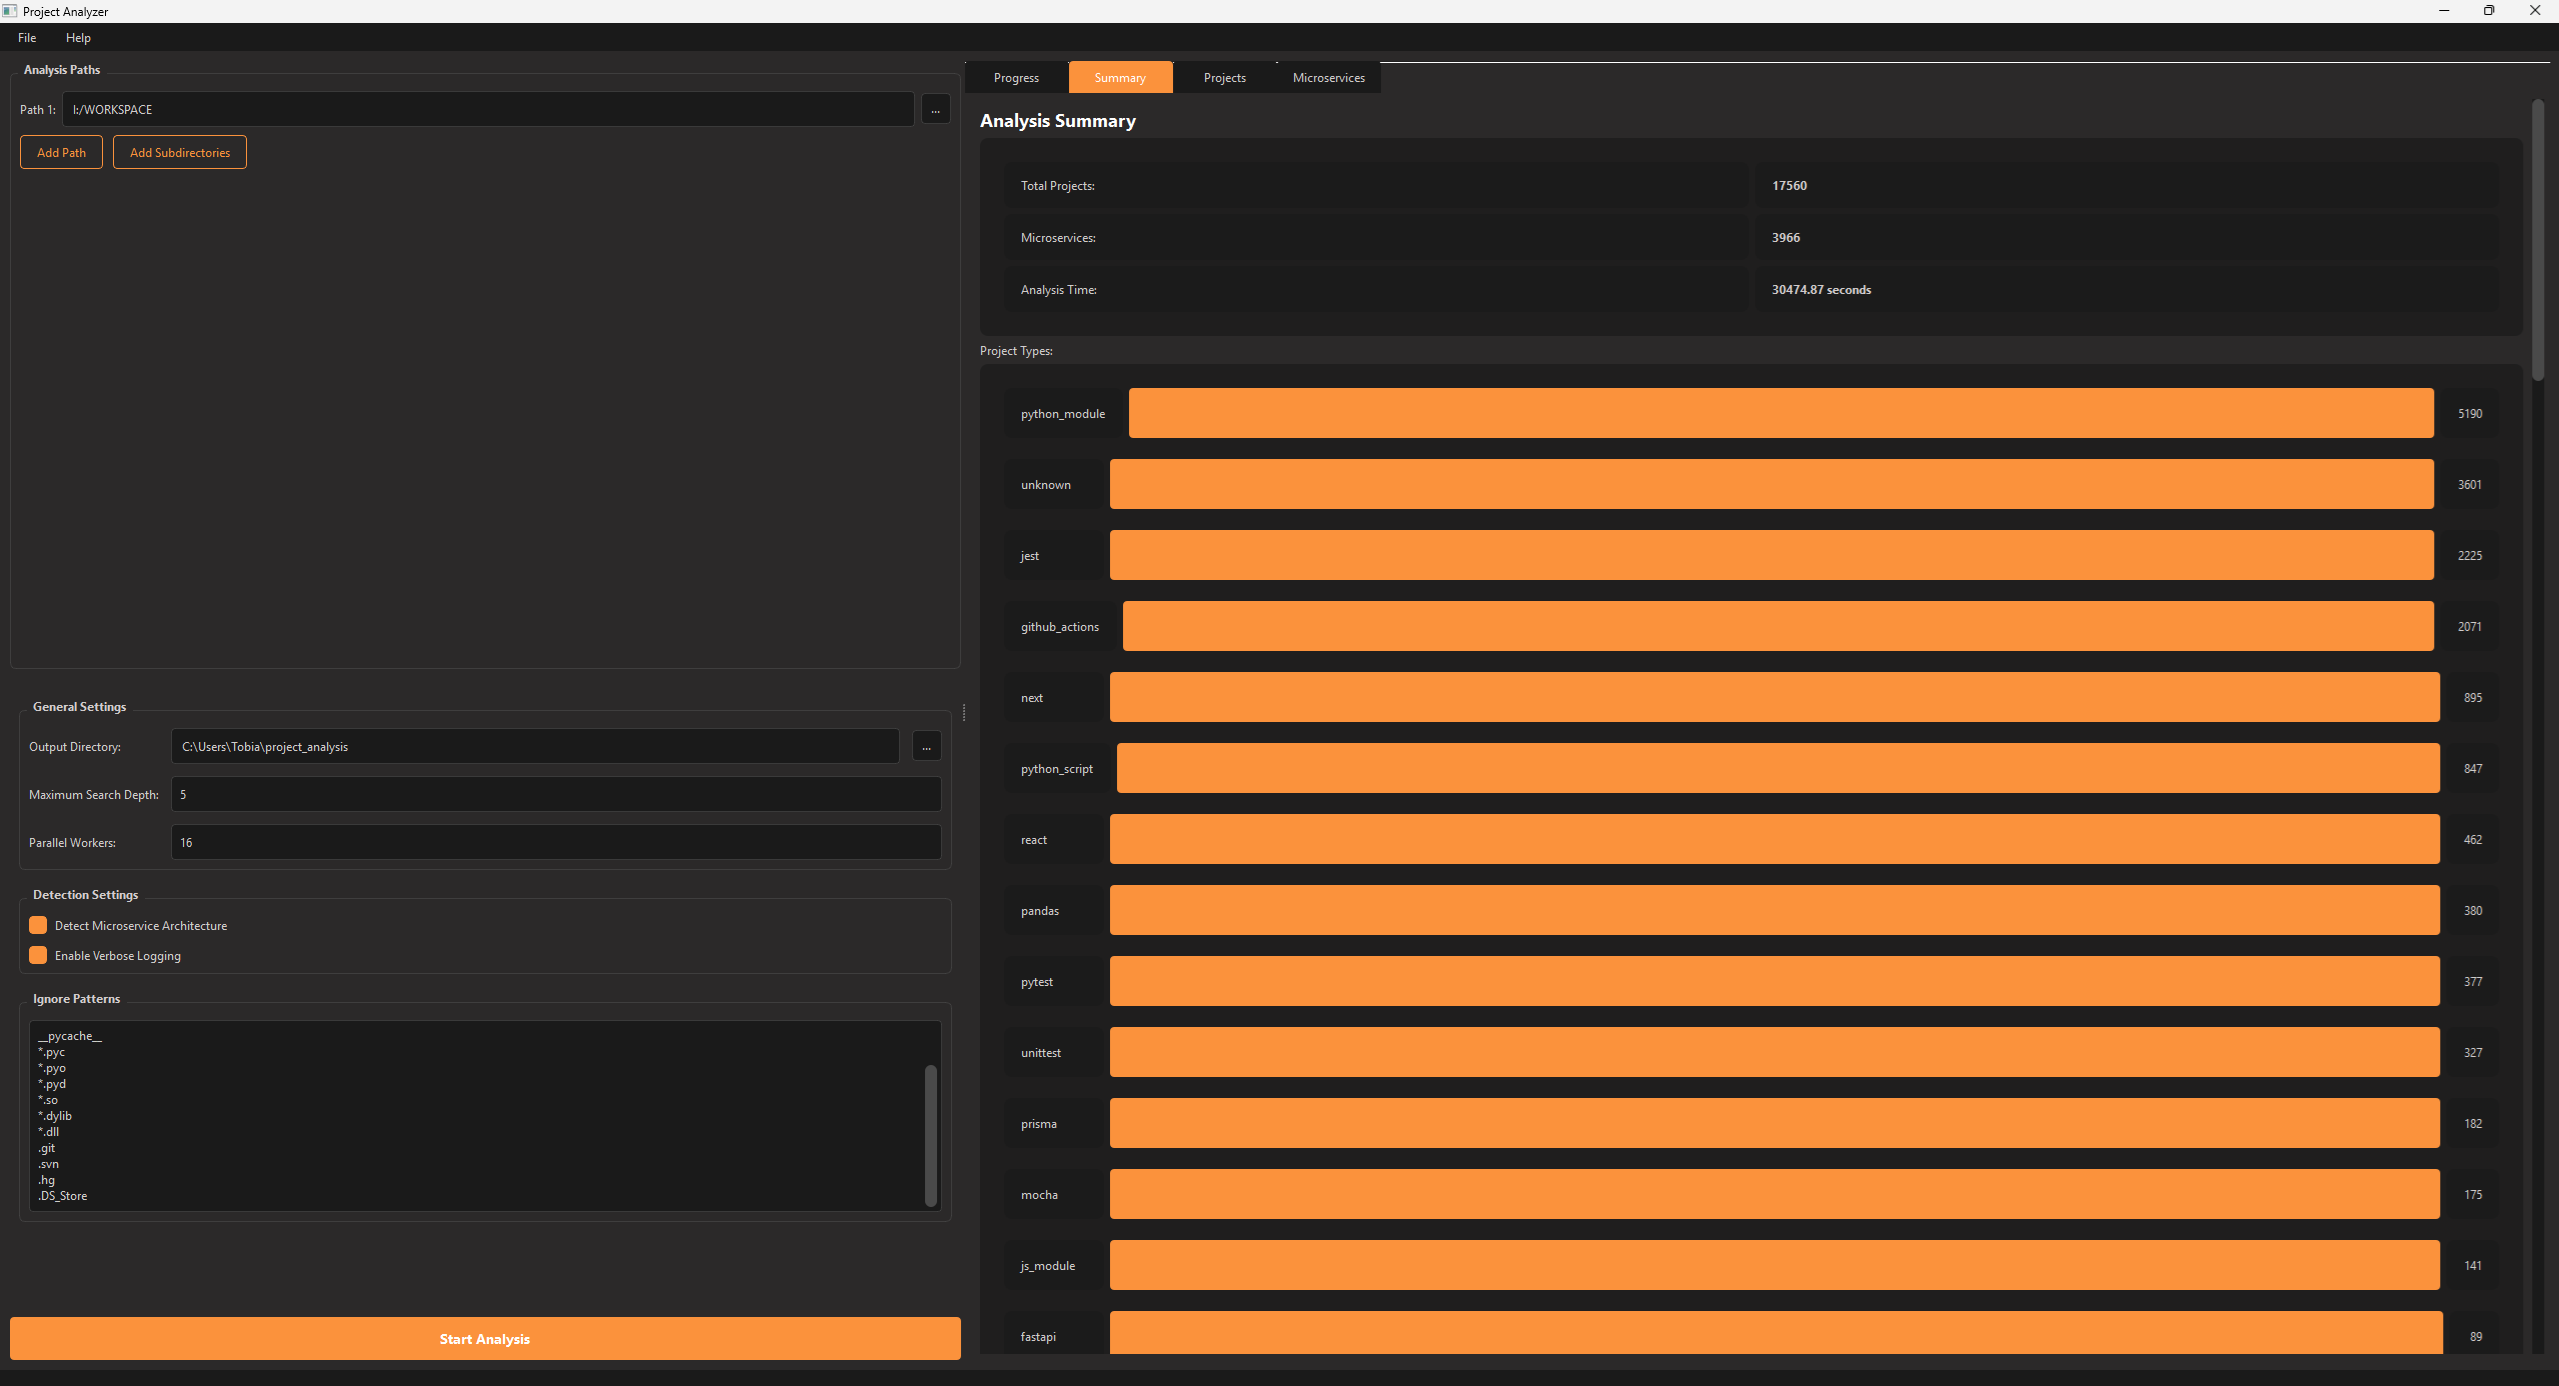 Project Analyzer
File Help
Analysis Paths
Path 1: I:/WORKSPACE ...
Add Path Add Subdirectories
General Settings
Output Directory: C:\Users\Tobia\project_analysis ...
Maximum Search Depth: 5
Parallel Workers: 16
Detection Settings
Detect Microservice Architecture
Enable Verbose Logging
Ignore Patterns
__pycache__
*.pyc
*.pyo
*.pyd
*.so
*.dylib
*.dll
.git
.svn
.hg
.DS_Store
Start Analysis
Progress Summary Projects Microservices
Analysis Summary
Total Projects: 17560
Microservices: 3966
Analysis Time: 30474.87 seconds
Project Types:
python_module 5190
unknown 3601
jest 2225
github_actions 2071
next 895
python_script 847
react 462
pandas 380
pytest 377
unittest 327
prisma 182
mocha 175
js_module 141
fastapi 89